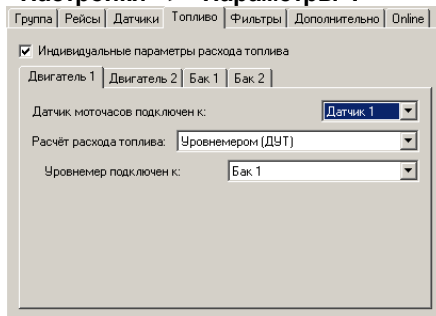 Группа Рейсы Датчики Топливо Фильтры Дополнительно Online
Индивидуальные параметры расхода топлива
Двигатель 1 Двигатель 2 Бак 1 Бак 2
Датчик моточасов подключен к: Датчик 1
Расчёт расхода топлива: Уровнемером (ДУТ)
Уровнемер подключен к: Бак 1